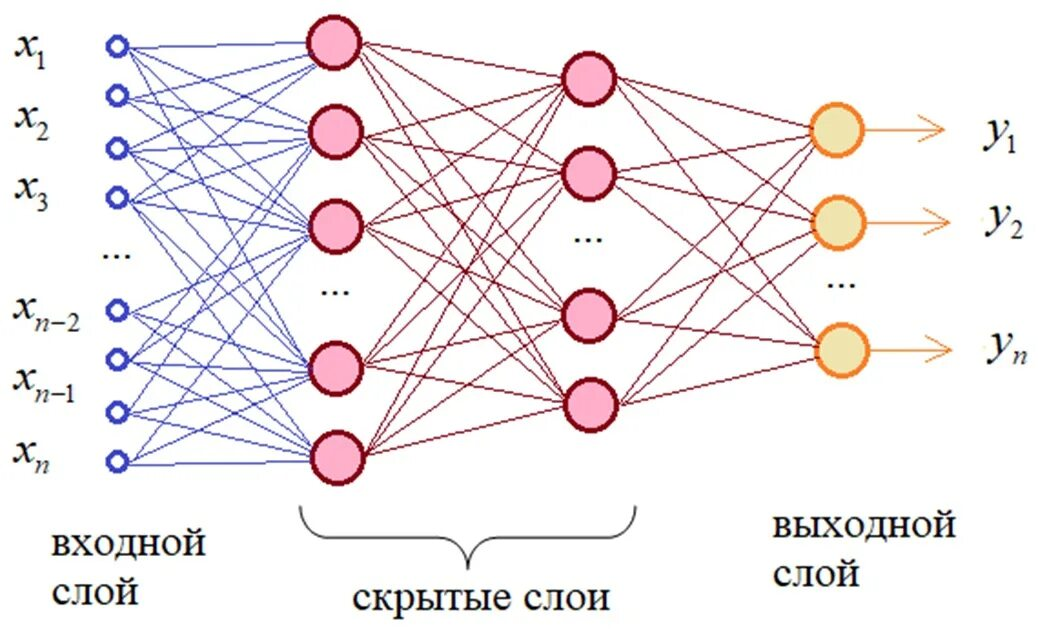 x1
x2
x3
...
xn−2
xn−1
xn
...
...
...
y1
y2
yn
входной
слой
скрытые слои
выходной
слой